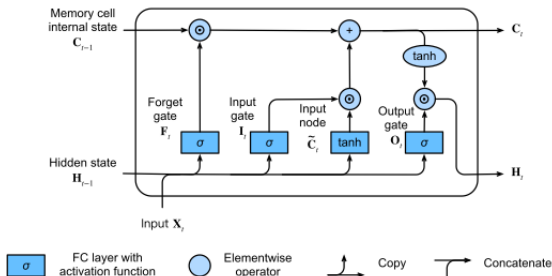 Memory cell
internal state
C_{t−1}
C_t
tanh
Forget
gate
F_t
Input
gate
I_t
Input
node
C̃_t
Output
gate
O_t
σ
σ
tanh
σ
Hidden state
H_{t−1}
H_t
Input X_t
σ
FC layer with
activation function
Elementwise
operator
Copy
Concatenate